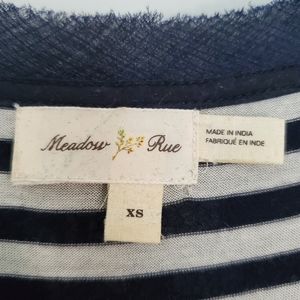 Meadow Rue
MADE IN INDIA
FABRIQUÉ EN INDE
XS